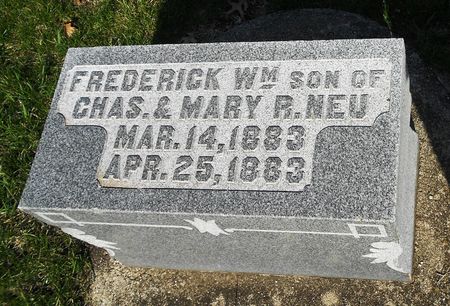 FREDERICK WM SON OF
CHAS. & MARY R. NEU
MAR. 14, 1883
APR. 25, 1883